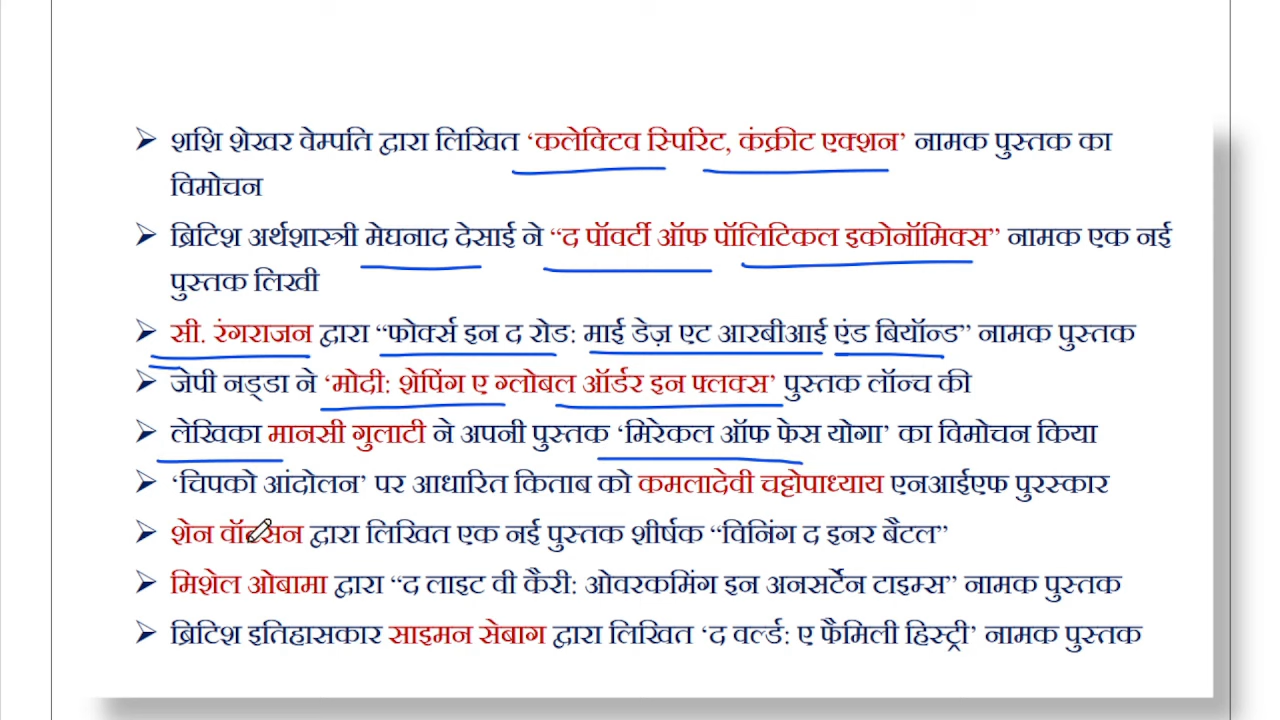 ➢ शशि शेखर वेम्पति द्वारा लिखित ‘कलेक्टिव स्पिरिट, कंक्रीट एक्शन’ नामक पुस्तक का
विमोचन
➢ ब्रिटिश अर्थशास्त्री मेघनाद देसाई ने “द पॉवर्टी ऑफ पॉलिटिकल इकोनॉमिक्स” नामक एक नई
पुस्तक लिखी
➢ सी. रंगराजन द्वारा “फोर्क्स इन द रोड: माई डेज़ एट आरबीआई एंड बियॉन्ड” नामक पुस्तक
➢ जेपी नड्डा ने ‘मोदी: शेपिंग ए ग्लोबल ऑर्डर इन फ्लक्स’ पुस्तक लॉन्च की
➢ लेखिका मानसी गुलाटी ने अपनी पुस्तक ‘मिरेकल ऑफ फेस योगा’ का विमोचन किया
➢ ‘चिपको आंदोलन’ पर आधारित किताब को कमलादेवी चट्टोपाध्याय एनआईएफ पुरस्कार
➢ शेन वॉटसन द्वारा लिखित एक नई पुस्तक शीर्षक “विनिंग द इनर बैटल”
➢ मिशेल ओबामा द्वारा “द लाइट वी कैरी: ओवरकमिंग इन अनसर्टेन टाइम्स” नामक पुस्तक
➢ ब्रिटिश इतिहासकार साइमन सेबाग द्वारा लिखित ‘द वर्ल्ड: ए फैमिली हिस्ट्री’ नामक पुस्तक